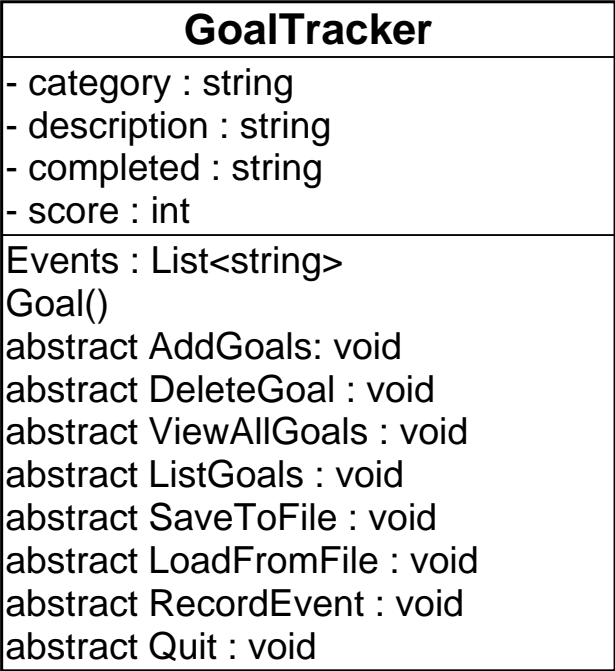 GoalTracker
- category : string
- description : string
- completed : string
- score : int
Events : List<string>
Goal()
abstract AddGoals: void
abstract DeleteGoal : void
abstract ViewAllGoals : void
abstract ListGoals : void
abstract SaveToFile : void
abstract LoadFromFile : void
abstract RecordEvent : void
abstract Quit : void